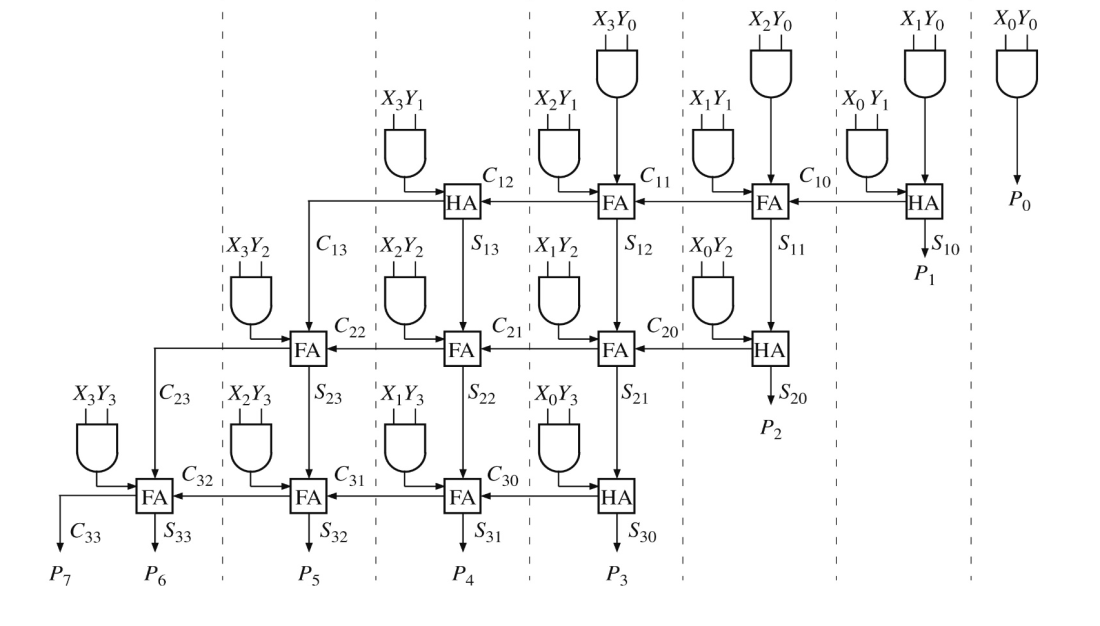 X₃Y₀ X₂Y₀ X₁Y₀ X₀Y₀
X₃Y₁ X₂Y₁ X₁Y₁ X₀ Y₁
C₁₂ C₁₁ C₁₀
HA FA FA HA P₀
X₃Y₂ C₁₃ X₂Y₂ S₁₃ X₁Y₂ S₁₂ X₀Y₂ S₁₁ S₁₀
P₁
C₂₂ C₂₁ C₂₀
FA FA FA HA
X₃Y₃ C₂₃ X₂Y₃ S₂₃ X₁Y₃ S₂₂ X₀Y₃ S₂₁ S₂₀
P₂
C₃₂ C₃₁ C₃₀
FA FA FA HA
C₃₃ S₃₃ S₃₂ S₃₁ S₃₀
P₇ P₆ P₅ P₄ P₃